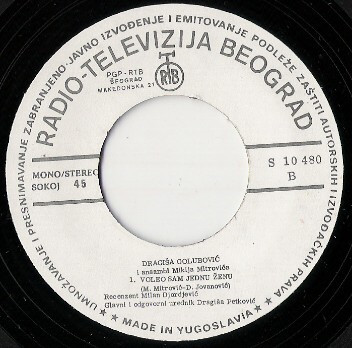 UMNOŽAVANJE I PRESNIMAVANJE ZABRANJENO-JAVNO IZVOĐENJE I EMITOVANJE PODLEŽE ZAŠTITI AUTORSKIH I IZVOĐAČKIH PRAVA
RADIO-TELEVIZIJA BEOGRAD
PGP-RTB
BEOGRAD
MAKEDONSKA 21
RTB
MONO/STEREO
SOKOJ 45
S 10 480
B
DRAGIŠA GOLUBOVIĆ
i ansambl Mikija Mitrovića
1. VOLEO SAM JEDNU ŽENU
(M. Mitrović-D. Jovanović)
Recenzent Milan Djordjević
Glavni i odgovorni urednik Dragiša Petković
★ MADE IN YUGOSLAVIA ★